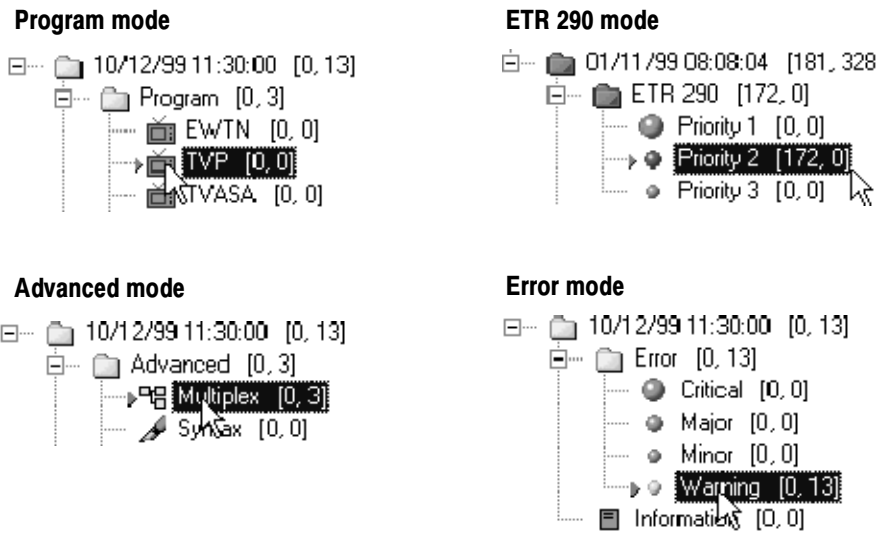 Program mode
10/12/99 11:30:00 [0, 13]
Program [0, 3]
EWTN [0, 0]
TVP [0, 0]
TVASA [0, 0]
ETR 290 mode
01/11/99 08:08:04 [181, 328
ETR 290 [172, 0]
Priority 1 [0, 0]
Priority 2 [172, 0]
Priority 3 [0, 0]
Advanced mode
10/12/99 11:30:00 [0, 13]
Advanced [0, 3]
Multiplex [0, 3]
Syntax [0, 0]
Error mode
10/12/99 11:30:00 [0, 13]
Error [0, 13]
Critical [0, 0]
Major [0, 0]
Minor [0, 0]
Warning [0, 13]
Information [0, 0]